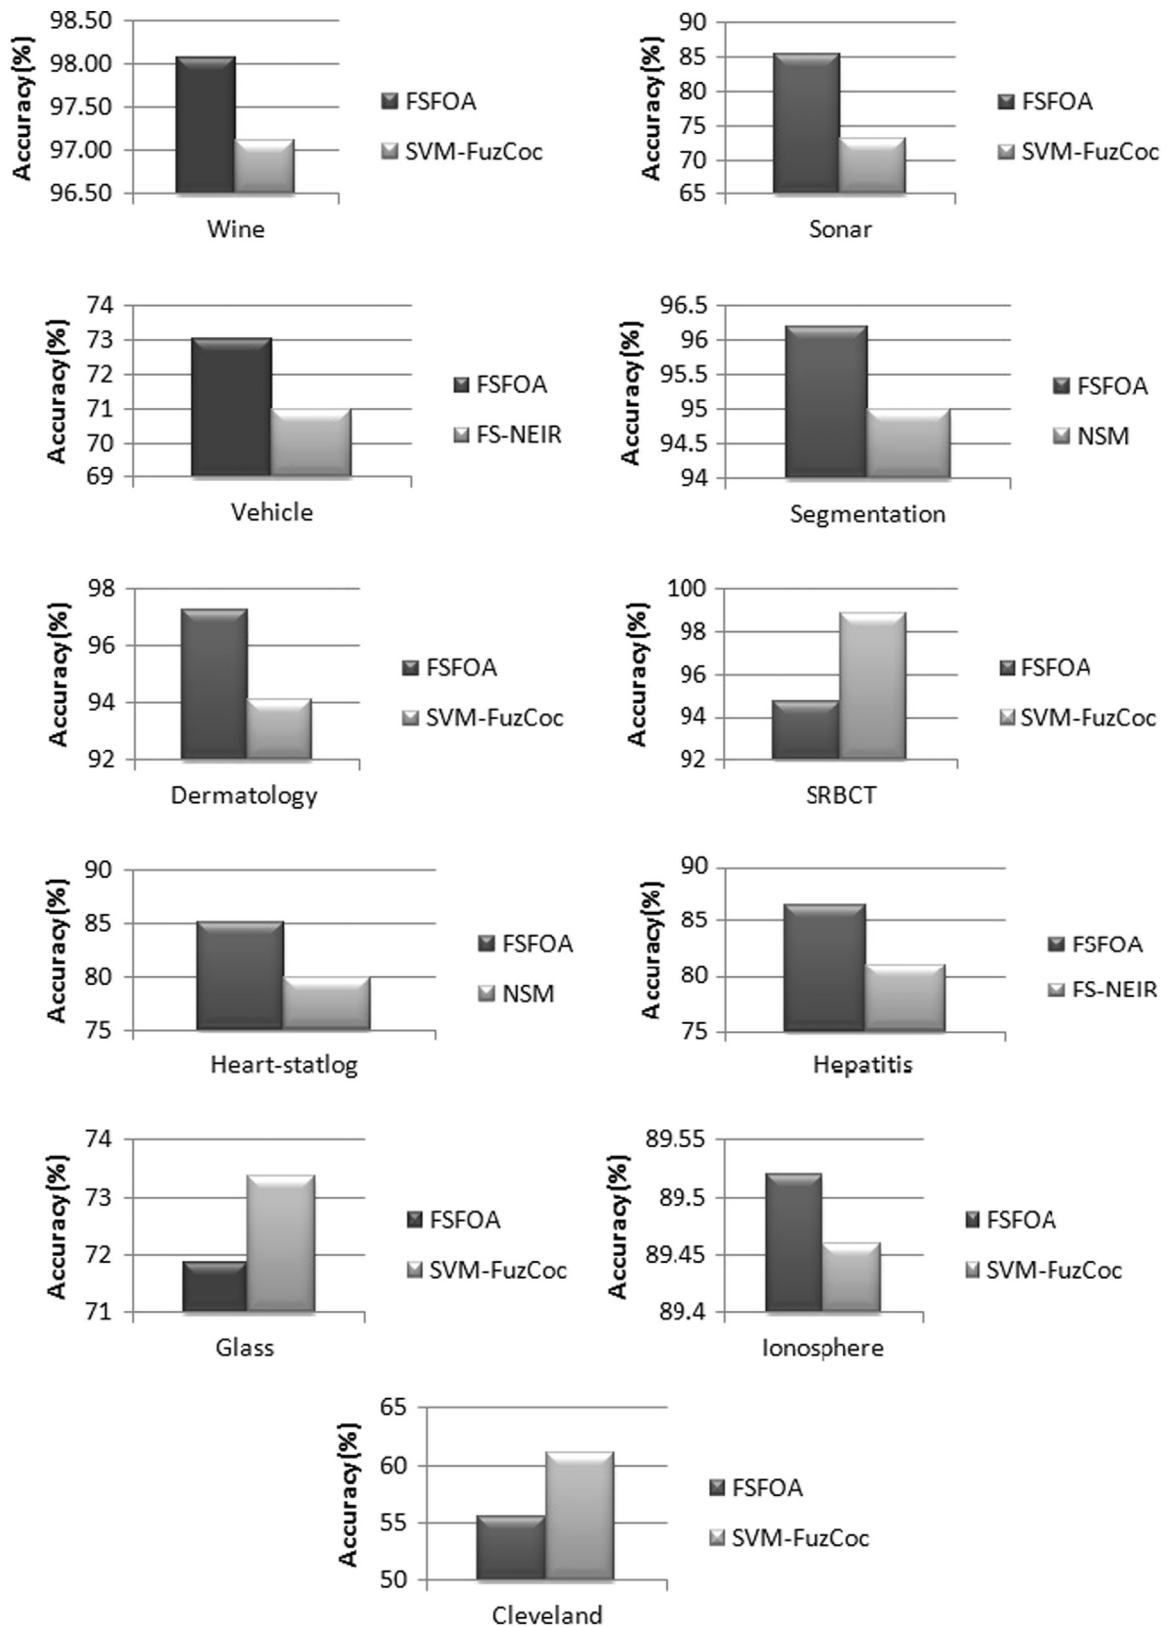 Accuracy(%)
98.50
98.00
97.50
97.00
96.50
Wine
FSFOA
SVM-FuzCoc
Accuracy(%)
90
85
80
75
70
65
Sonar
FSFOA
SVM-FuzCoc
Accuracy(%)
74
73
72
71
70
69
Vehicle
FSFOA
FS-NEIR
Accuracy(%)
96.5
96
95.5
95
94.5
94
Segmentation
FSFOA
NSM
Accuracy(%)
98
96
94
92
Dermatology
FSFOA
SVM-FuzCoc
Accuracy(%)
100
98
96
94
92
SRBCT
FSFOA
SVM-FuzCoc
Accuracy(%)
90
85
80
75
Heart-statlog
FSFOA
NSM
Accuracy(%)
90
85
80
75
Hepatitis
FSFOA
FS-NEIR
Accuracy(%)
74
73
72
71
Glass
FSFOA
SVM-FuzCoc
Accuracy(%)
89.55
89.5
89.45
89.4
Ionosphere
FSFOA
SVM-FuzCoc
Accuracy(%)
65
60
55
50
Cleveland
FSFOA
SVM-FuzCoc